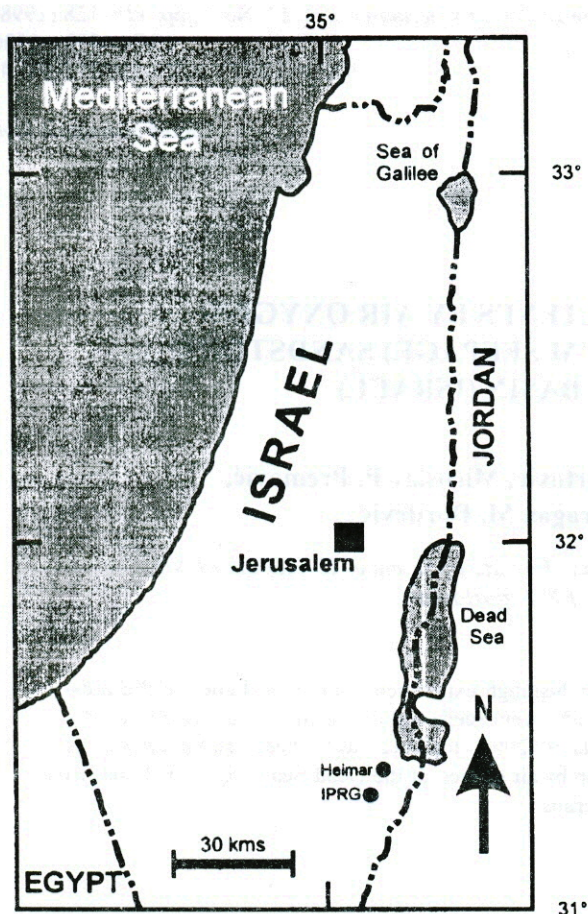 35°
Mediterranean
Sea
Sea of
Galilee
33°
ISRAEL
JORDAN
32°
Jerusalem
Dead
Sea
N
Heimar
IPRG
30 kms
EGYPT
31°